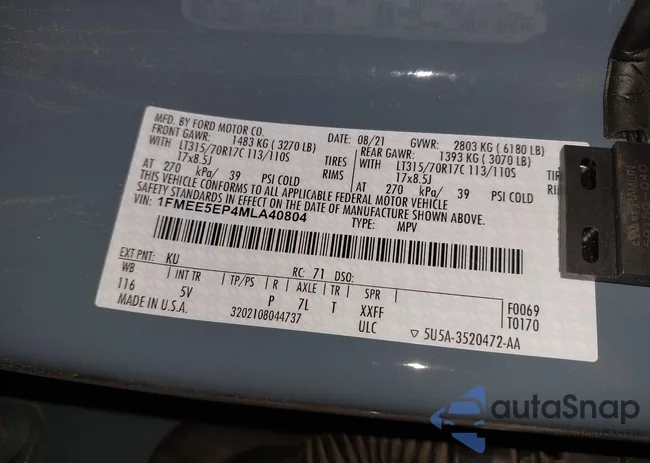 MFD. BY FORD MOTOR CO.
DATE: 08/21 GVWR: 2803 KG (6180 LB)
FRONT GAWR: 1483 KG (3270 LB) REAR GAWR: 1393 KG (3070 LB)
WITH LT315/70R17C 113/110S TIRES WITH LT315/70R17C 113/110S TIRES
17x8.5J RIMS 17x8.5J RIMS
AT 270 kPa/ 39 PSI COLD AT 270 kPa/ 39 PSI COLD
THIS VEHICLE CONFORMS TO ALL APPLICABLE FEDERAL MOTOR VEHICLE
SAFETY STANDARDS IN EFFECT ON THE DATE OF MANUFACTURE SHOWN ABOVE.
VIN: 1FMEE5EP4MLA40804
TYPE: MPV
EXT PNT: KU RC: 71 DSO:
WB INT TR TP/PS R AXLE TR SPR
116 5V P 7L T XXFF
F0069
T0170
MADE IN U.S.A. 3202108044737 ULC ▽ 5U5A-3520472-AA
autaSnap